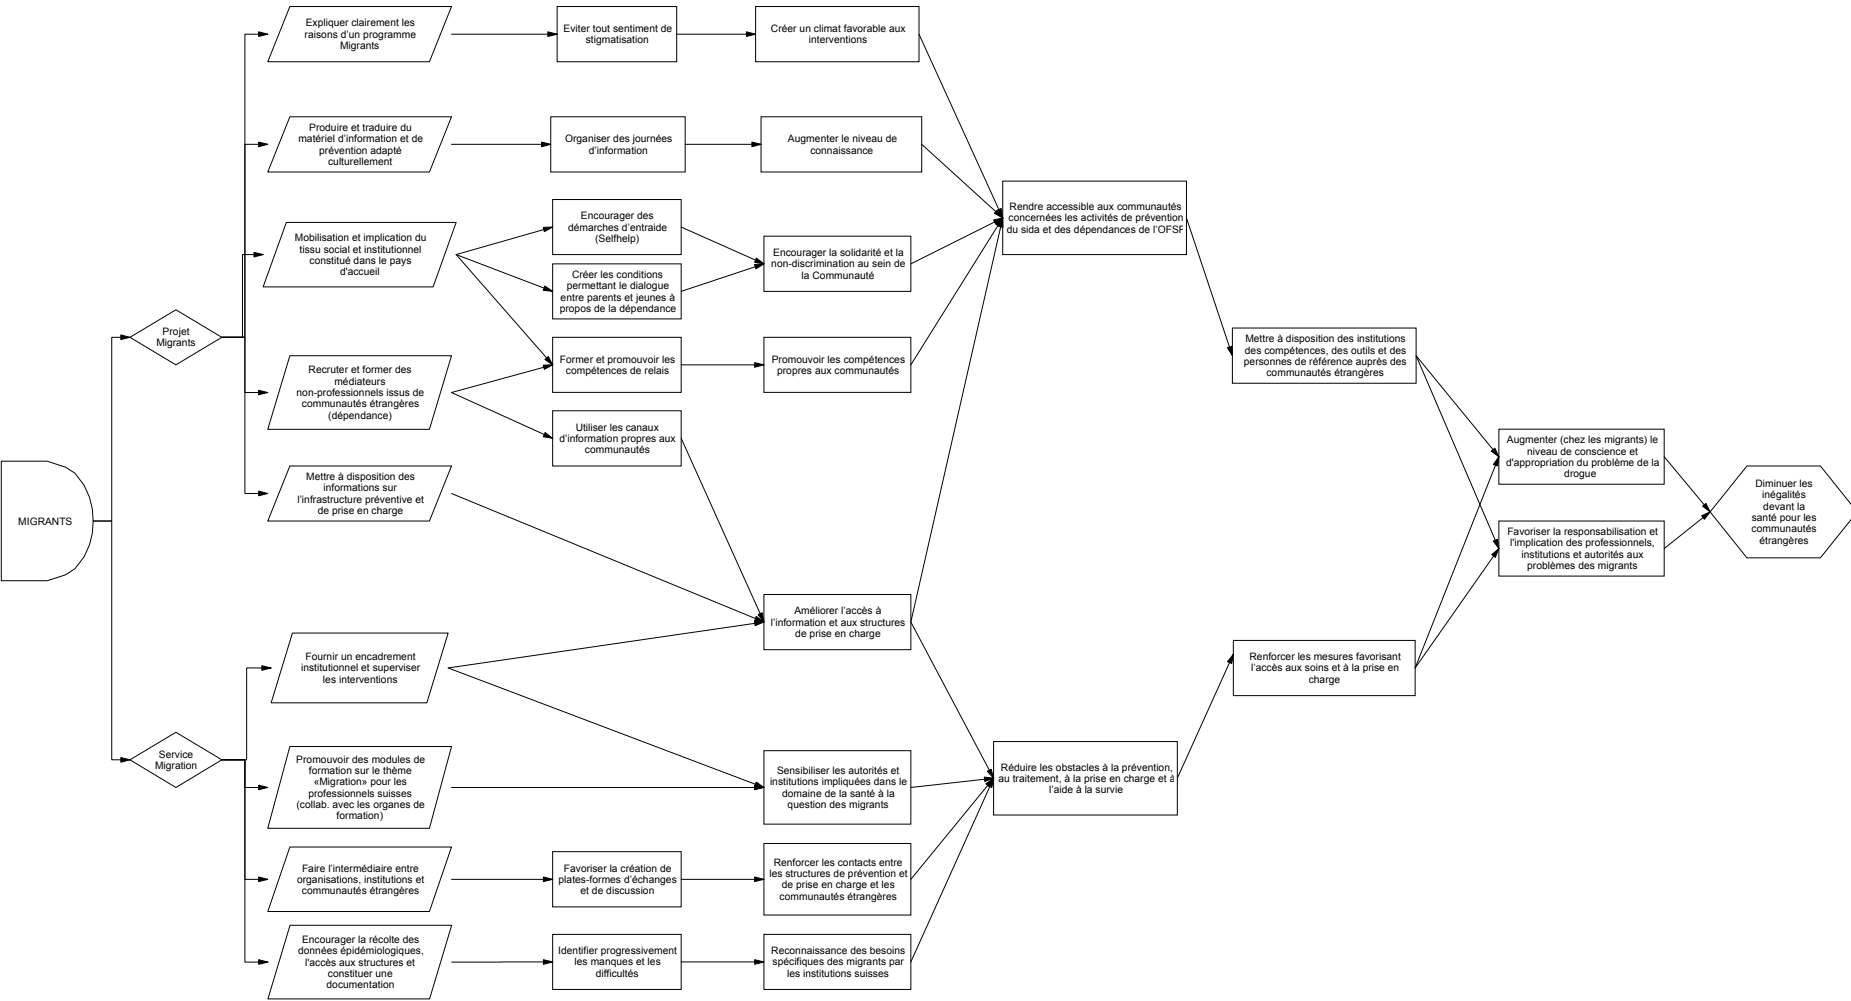 Expliquer clairement les
raisons d'un programme
Migrants
Eviter tout sentiment de
stigmatisation
Créer un climat favorable aux
interventions
Produire et traduire du
matériel d'information et de
prévention adapté
culturellement
Organiser des journées
d'information
Augmenter le niveau de
connaissance
Mobilisation et implication du
tissu social et institutionnel
constitué dans le pays
d'accueil
Encourager des
démarches d'entraide
(Selfhelp)
Créer les conditions
permettant le dialogue
entre parents et jeunes à
propos de la dépendance
Encourager la solidarité et la
non-discrimination au sein de
la Communauté
Rendre accessible aux communautés
concernées les activités de prévention
du sida et des dépendances de l'OFSP
Projet
Migrants
Recruter et former des
médiateurs
non-professionnels issus de
communautés étrangères
(dépendance)
Former et promouvoir les
compétences de relais
Promouvoir les compétences
propres aux communautés
Utiliser les canaux
d'information propres aux
communautés
Mettre à disposition des institutions
des compétences, des outils et des
personnes de référence auprès des
communautés étrangères
MIGRANTS
Mettre à disposition des
informations sur
l'infrastructure préventive et
de prise en charge
Augmenter (chez les migrants) le
niveau de conscience et
d'appropriation du problème de la
drogue
Favoriser la responsabilisation et
l'implication des professionnels,
institutions et autorités aux
problèmes des migrants
Diminuer les
inégalités
devant la
santé pour les
communautés
étrangères
Améliorer l'accès à
l'information et aux structures
de prise en charge
Fournir un encadrement
institutionnel et superviser
les interventions
Renforcer les mesures favorisant
l'accès aux soins et à la prise en
charge
Service
Migration
Promouvoir des modules de
formation sur le thème
«Migration» pour les
professionnels suisses
(collab. avec les organes de
formation)
Sensibiliser les autorités et
institutions impliquées dans le
domaine de la santé à la
question des migrants
Réduire les obstacles à la prévention,
au traitement, à la prise en charge et à
l'aide à la survie
Faire l'intermédiaire entre
organisations, institutions et
communautés étrangères
Favoriser la création de
plates-formes d'échanges
et de discussion
Renforcer les contacts entre
les structures de prévention et
de prise en charge et les
communautés étrangères
Encourager la récolte des
données épidémiologiques,
l'accès aux structures et
constituer une
documentation
Identifier progressivement
les manques et les
difficultés
Reconnaissance des besoins
spécifiques des migrants par
les institutions suisses